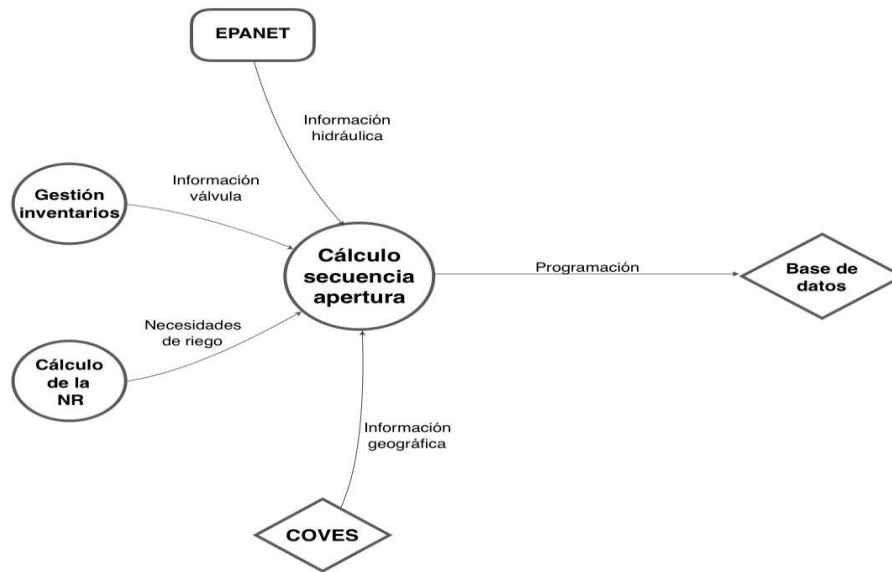 EPANET
Información
hidráulica
Información
válvula
Gestión
inventarios
Cálculo
secuencia
apertura
Programación
Base de
datos
Necesidades
de riego
Cálculo
de la
NR
Información
geográfica
COVES